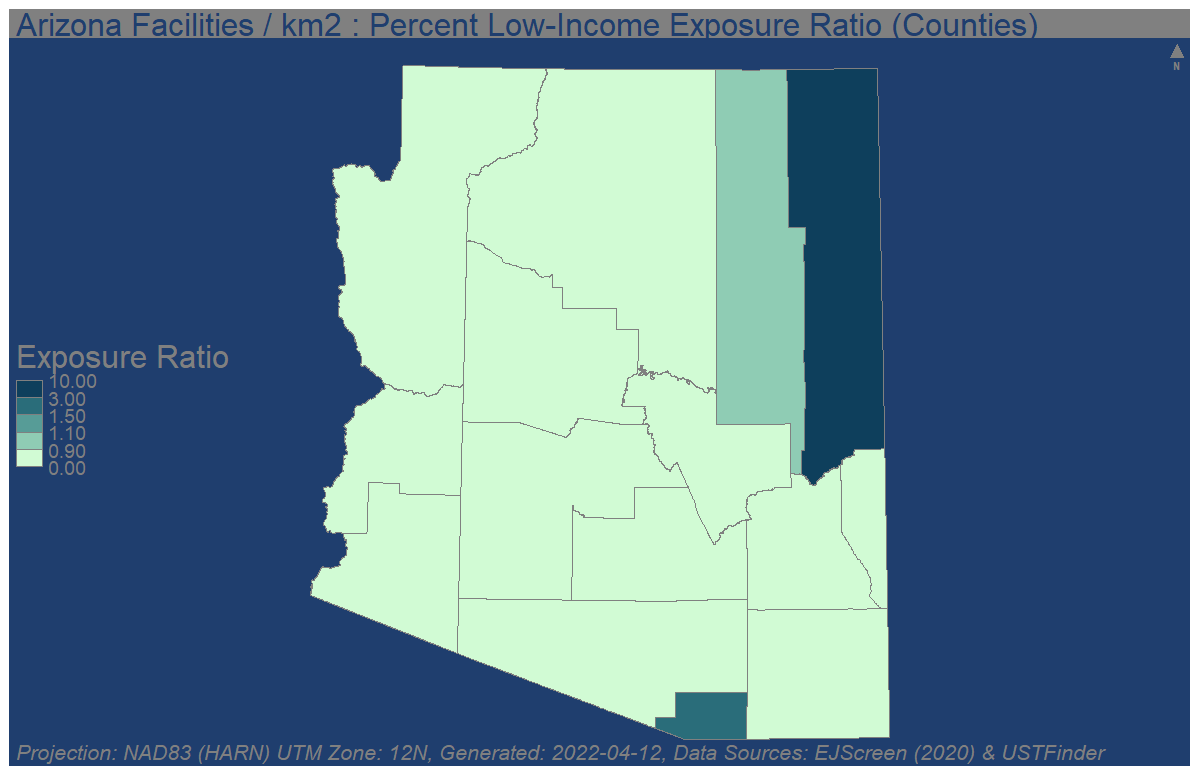 Arizona Facilities / km2 : Percent Low-Income Exposure Ratio (Counties)
N
Exposure Ratio
10.00
3.00
1.50
1.10
0.90
0.00
Projection: NAD83 (HARN) UTM Zone: 12N, Generated: 2022-04-12, Data Sources: EJScreen (2020) & USTFinder